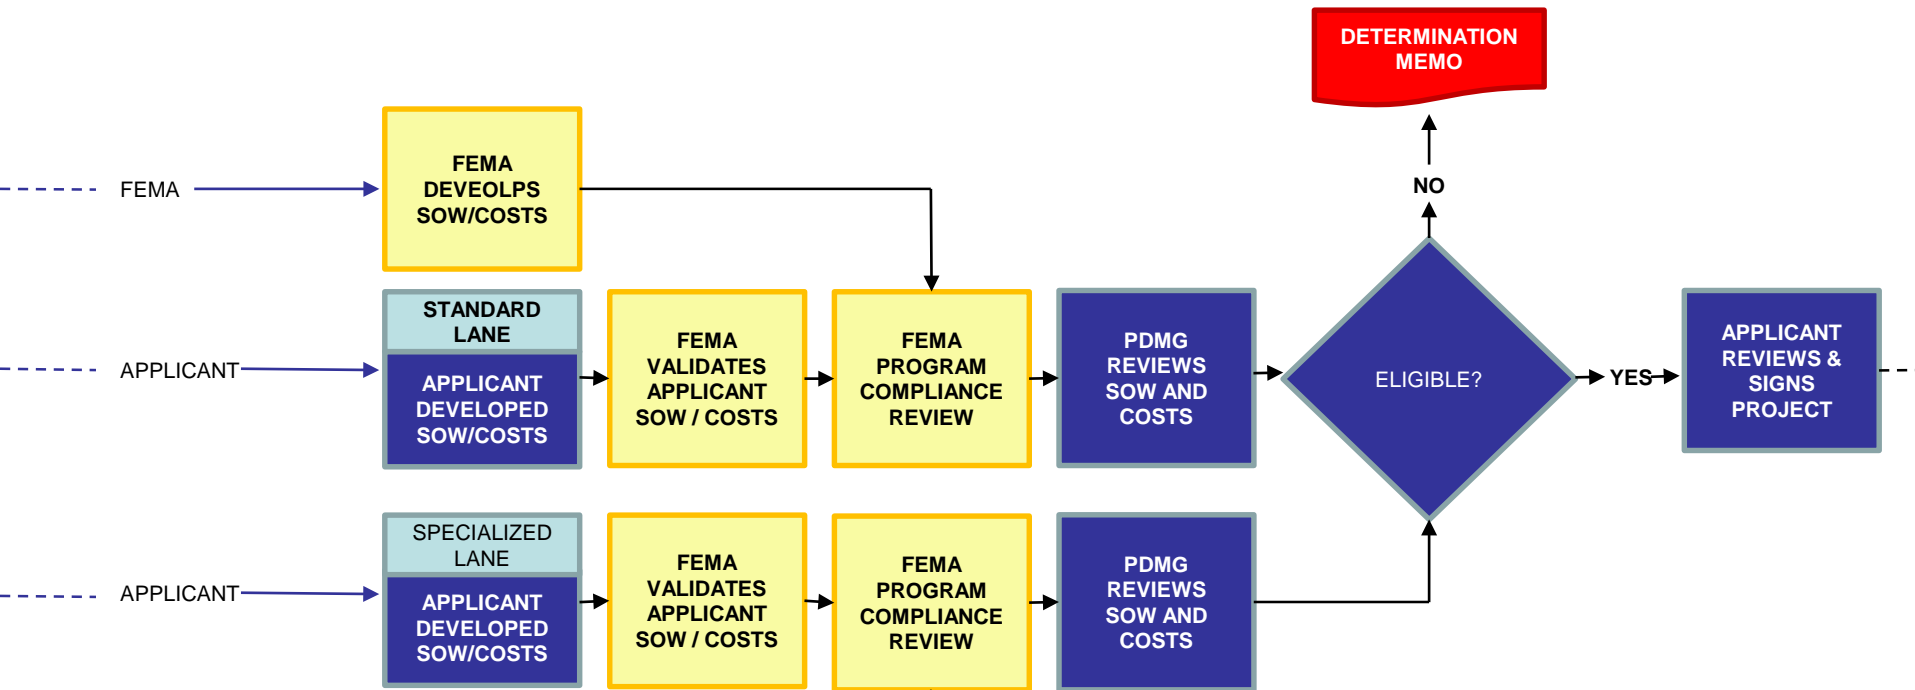 DETERMINATION
MEMO
NO
FEMA
FEMA
DEVEOLPS
SOW/COSTS
APPLICANT
STANDARD
LANE
APPLICANT
DEVELOPED
SOW/COSTS
FEMA
VALIDATES
APPLICANT
SOW / COSTS
FEMA
PROGRAM
COMPLIANCE
REVIEW
PDMG
REVIEWS
SOW AND
COSTS
ELIGIBLE?
YES
APPLICANT
REVIEWS &
SIGNS
PROJECT
APPLICANT
SPECIALIZED
LANE
APPLICANT
DEVELOPED
SOW/COSTS
FEMA
VALIDATES
APPLICANT
SOW / COSTS
FEMA
PROGRAM
COMPLIANCE
REVIEW
PDMG
REVIEWS
SOW AND
COSTS